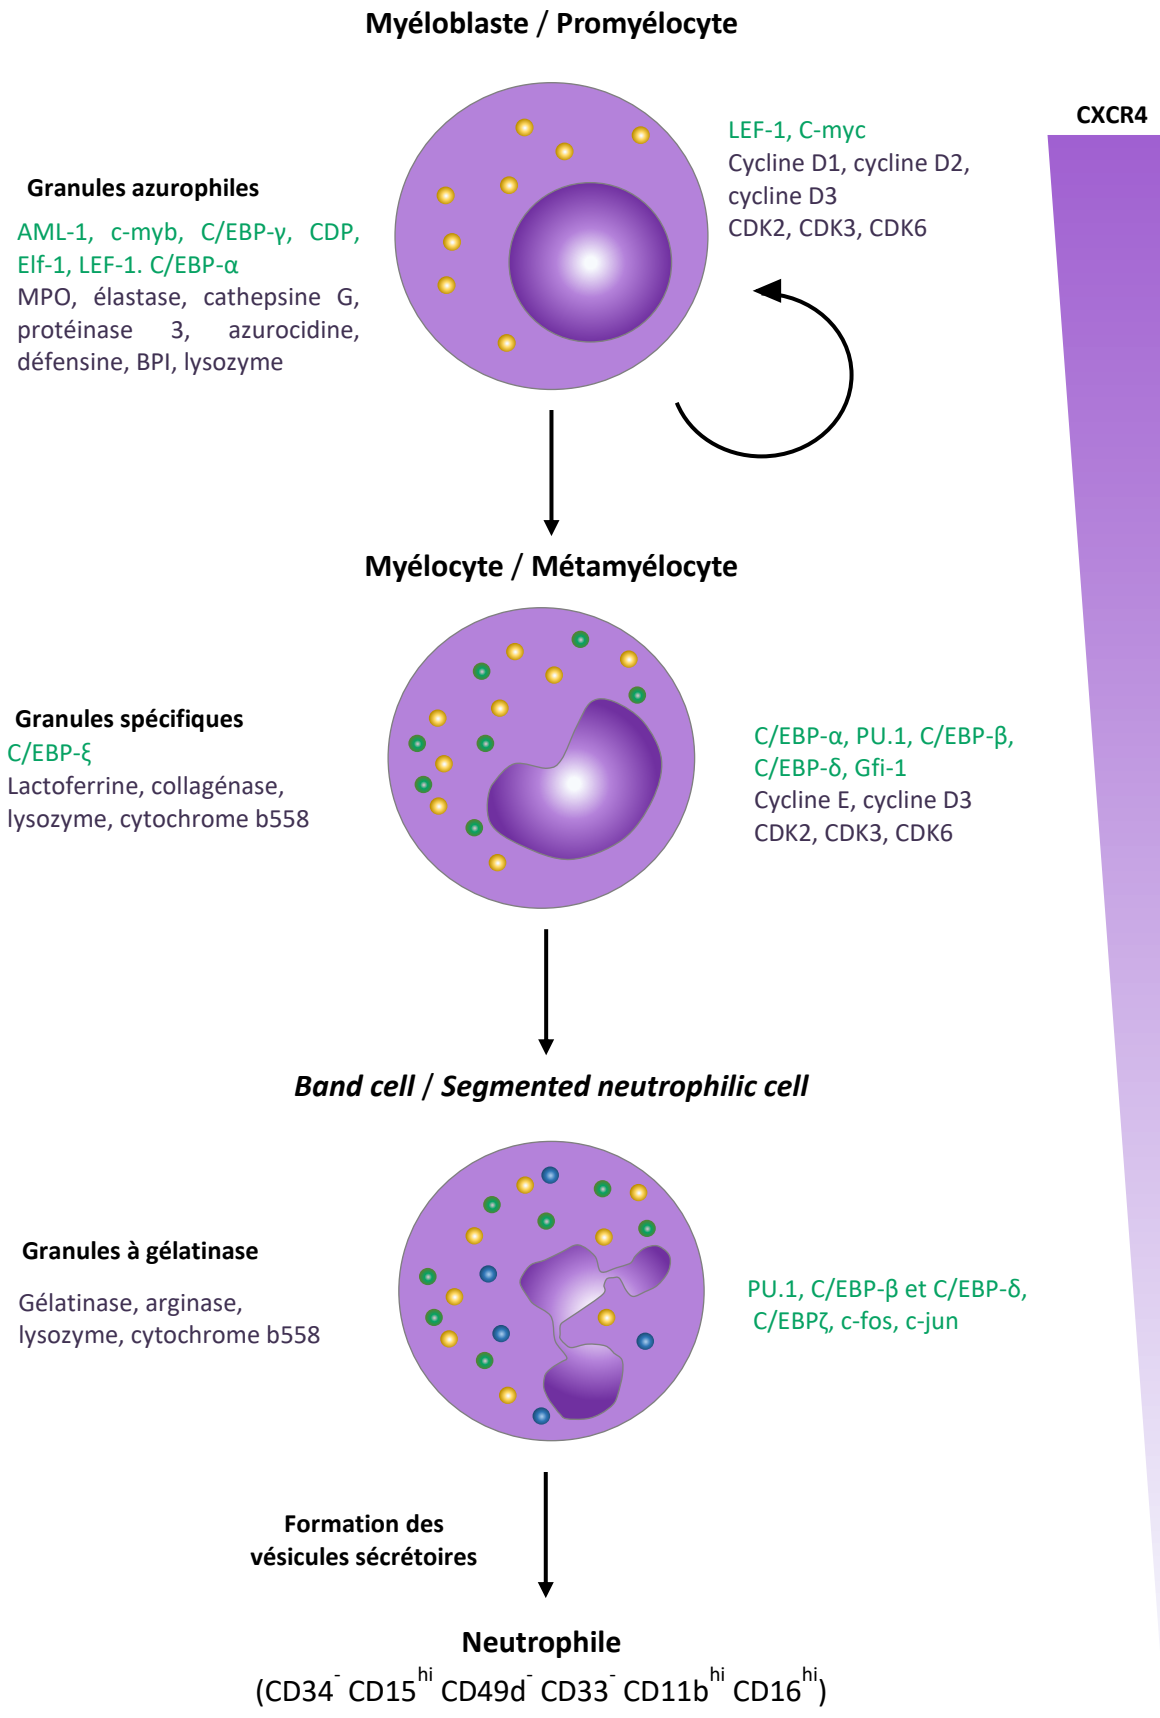 Myéloblaste / Promyélocyte
CXCR4
LEF-1, C-myc
Cycline D1, cycline D2,
cycline D3
CDK2, CDK3, CDK6
Granules azurophiles
AML-1, c-myb, C/EBP-γ, CDP,
Elf-1, LEF-1. C/EBP-α
MPO, élastase, cathepsine G,
protéinase 3, azurocidine,
défensine, BPI, lysozyme
Myélocyte / Métamyélocyte
Granules spécifiques
C/EBP-ξ
Lactoferrine, collagénase,
lysozyme, cytochrome b558
C/EBP-α, PU.1, C/EBP-β,
C/EBP-δ, Gfi-1
Cycline E, cycline D3
CDK2, CDK3, CDK6
Band cell / Segmented neutrophilic cell
Granules à gélatinase
Gélatinase, arginase,
lysozyme, cytochrome b558
PU.1, C/EBP-β et C/EBP-δ,
C/EBPζ, c-fos, c-jun
Formation des
vésicules sécrétoires
Neutrophile
(CD34⁻ CD15ʰⁱ CD49d⁻ CD33⁻ CD11bʰⁱ CD16ʰⁱ)